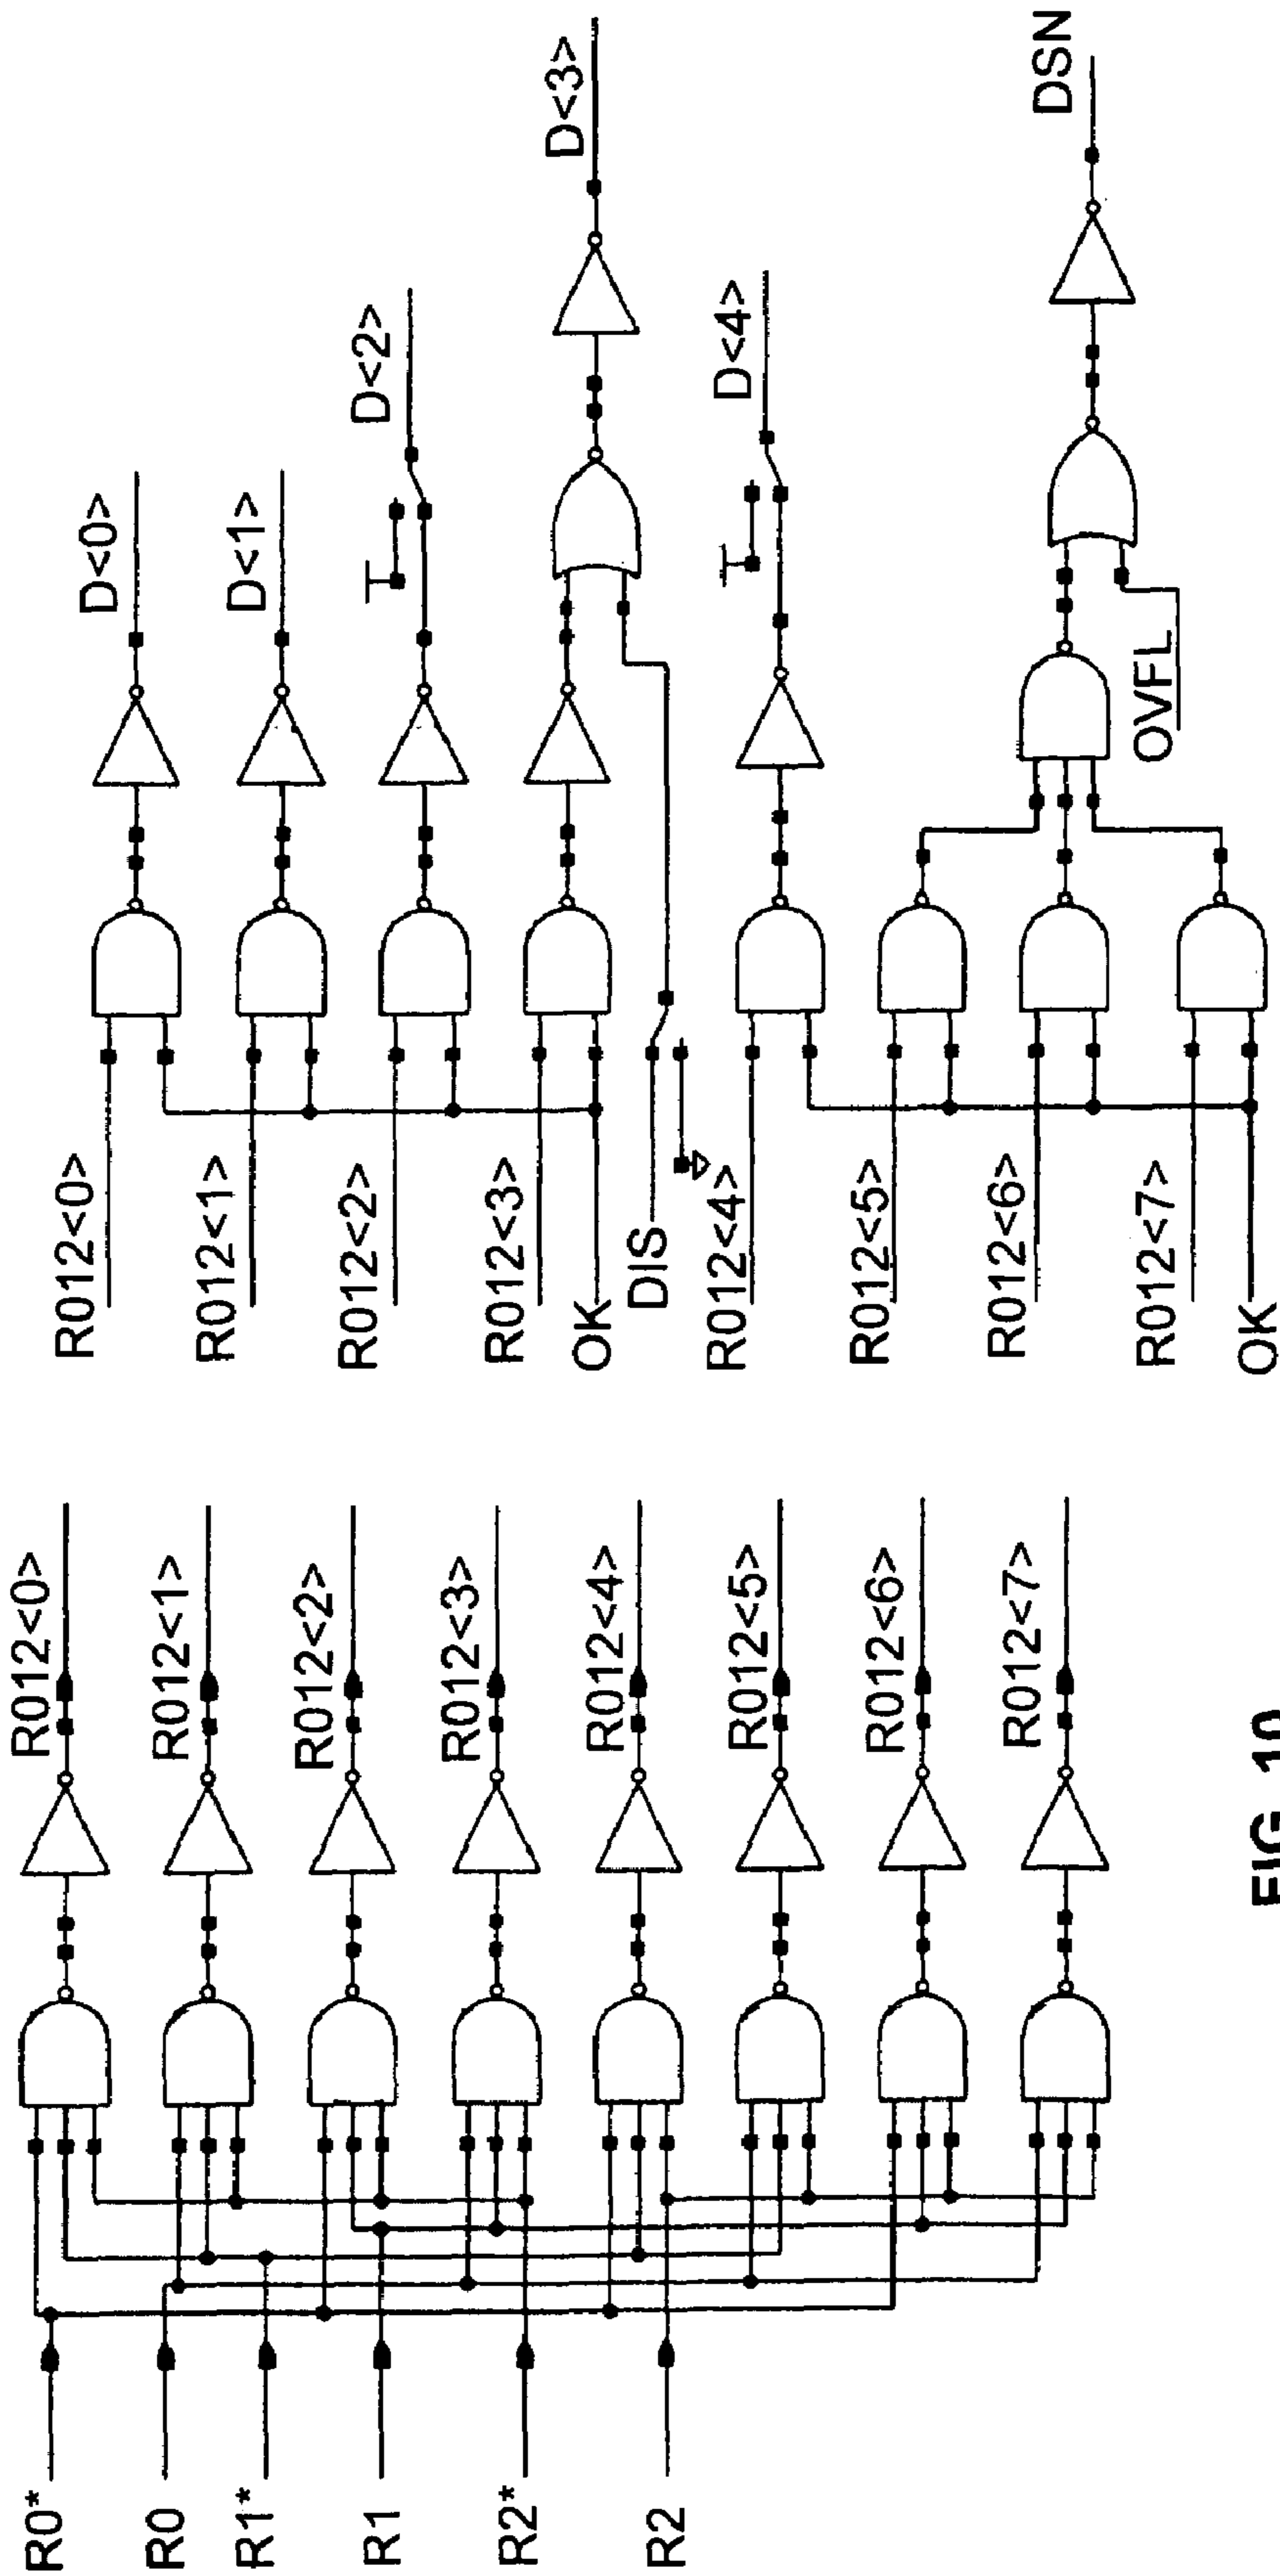 R0*
R0
R1*
R1
R2*
R2
R012<0>
R012<1>
R012<2>
R012<3>
R012<4>
R012<5>
R012<6>
R012<7>
R012<0>
R012<1>
R012<2>
R012<3>
OK
DIS
R012<4>
R012<5>
R012<6>
R012<7>
OK
D<0>
D<1>
D<2>
D<3>
D<4>
OVFL
DSN
FIG. 10